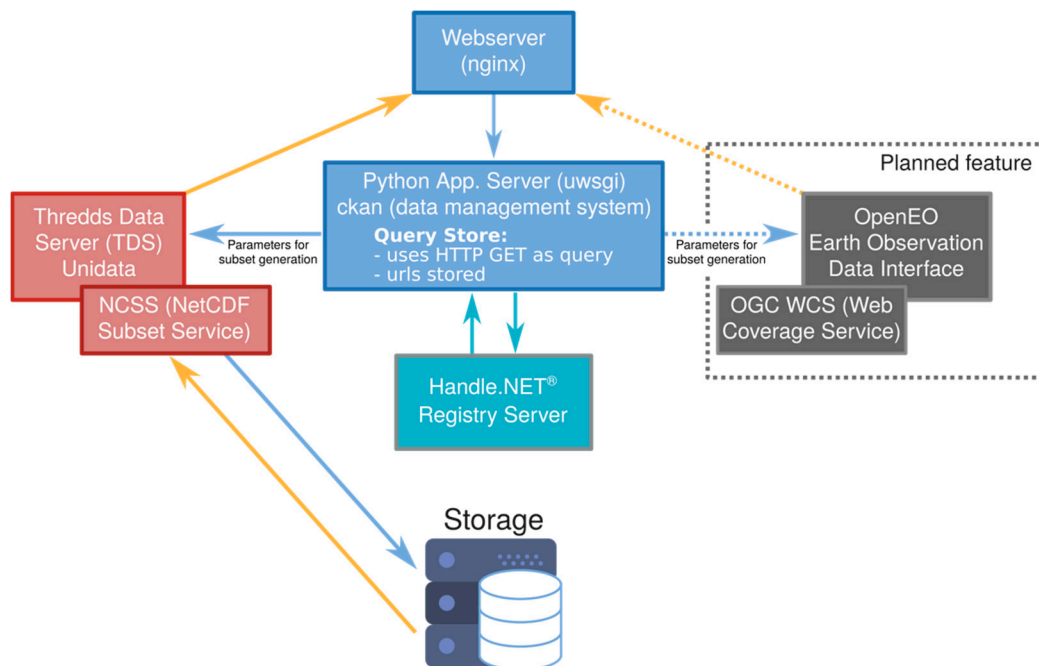 Webserver
(nginx)
Planned feature
Python App. Server (uwsgi)
ckan (data management system)
Query Store:
- uses HTTP GET as query
- urls stored
Thredds Data
Server (TDS)
Unidata
Parameters for
subset generation
Parameters for
subset generation
OpenEO
Earth Observation
Data Interface
NCSS (NetCDF
Subset Service)
OGC WCS (Web
Coverage Service)
Handle.NET®
Registry Server
Storage